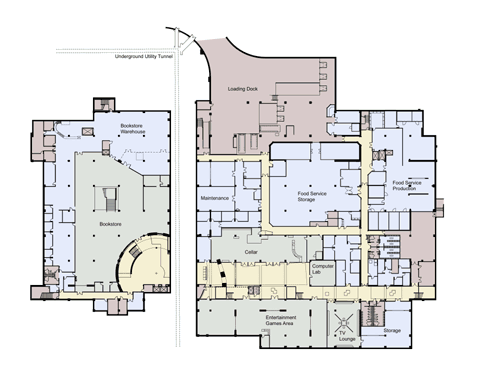 Underground Utility Tunnel
Loading Dock
Bookstore
Warehouse
Food Service
Production
Maintenance
Food Service
Storage
Bookstore
Cellar
Computer
Lab
Entertainment
Games Area
TV
Lounge
Storage